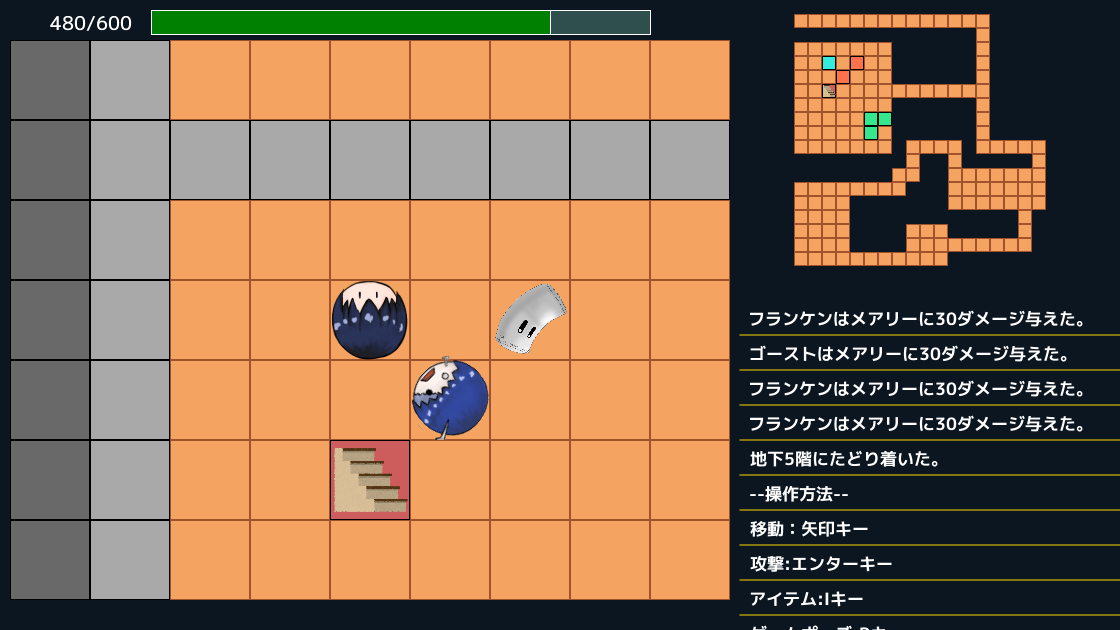 480/600
フランケンはメアリーに30ダメージ与えた。
ゴーストはメアリーに30ダメージ与えた。
フランケンはメアリーに30ダメージ与えた。
フランケンはメアリーに30ダメージ与えた。
地下5階にたどり着いた。
--操作方法--
移動：矢印キー
攻撃:エンターキー
アイテム:Iキー